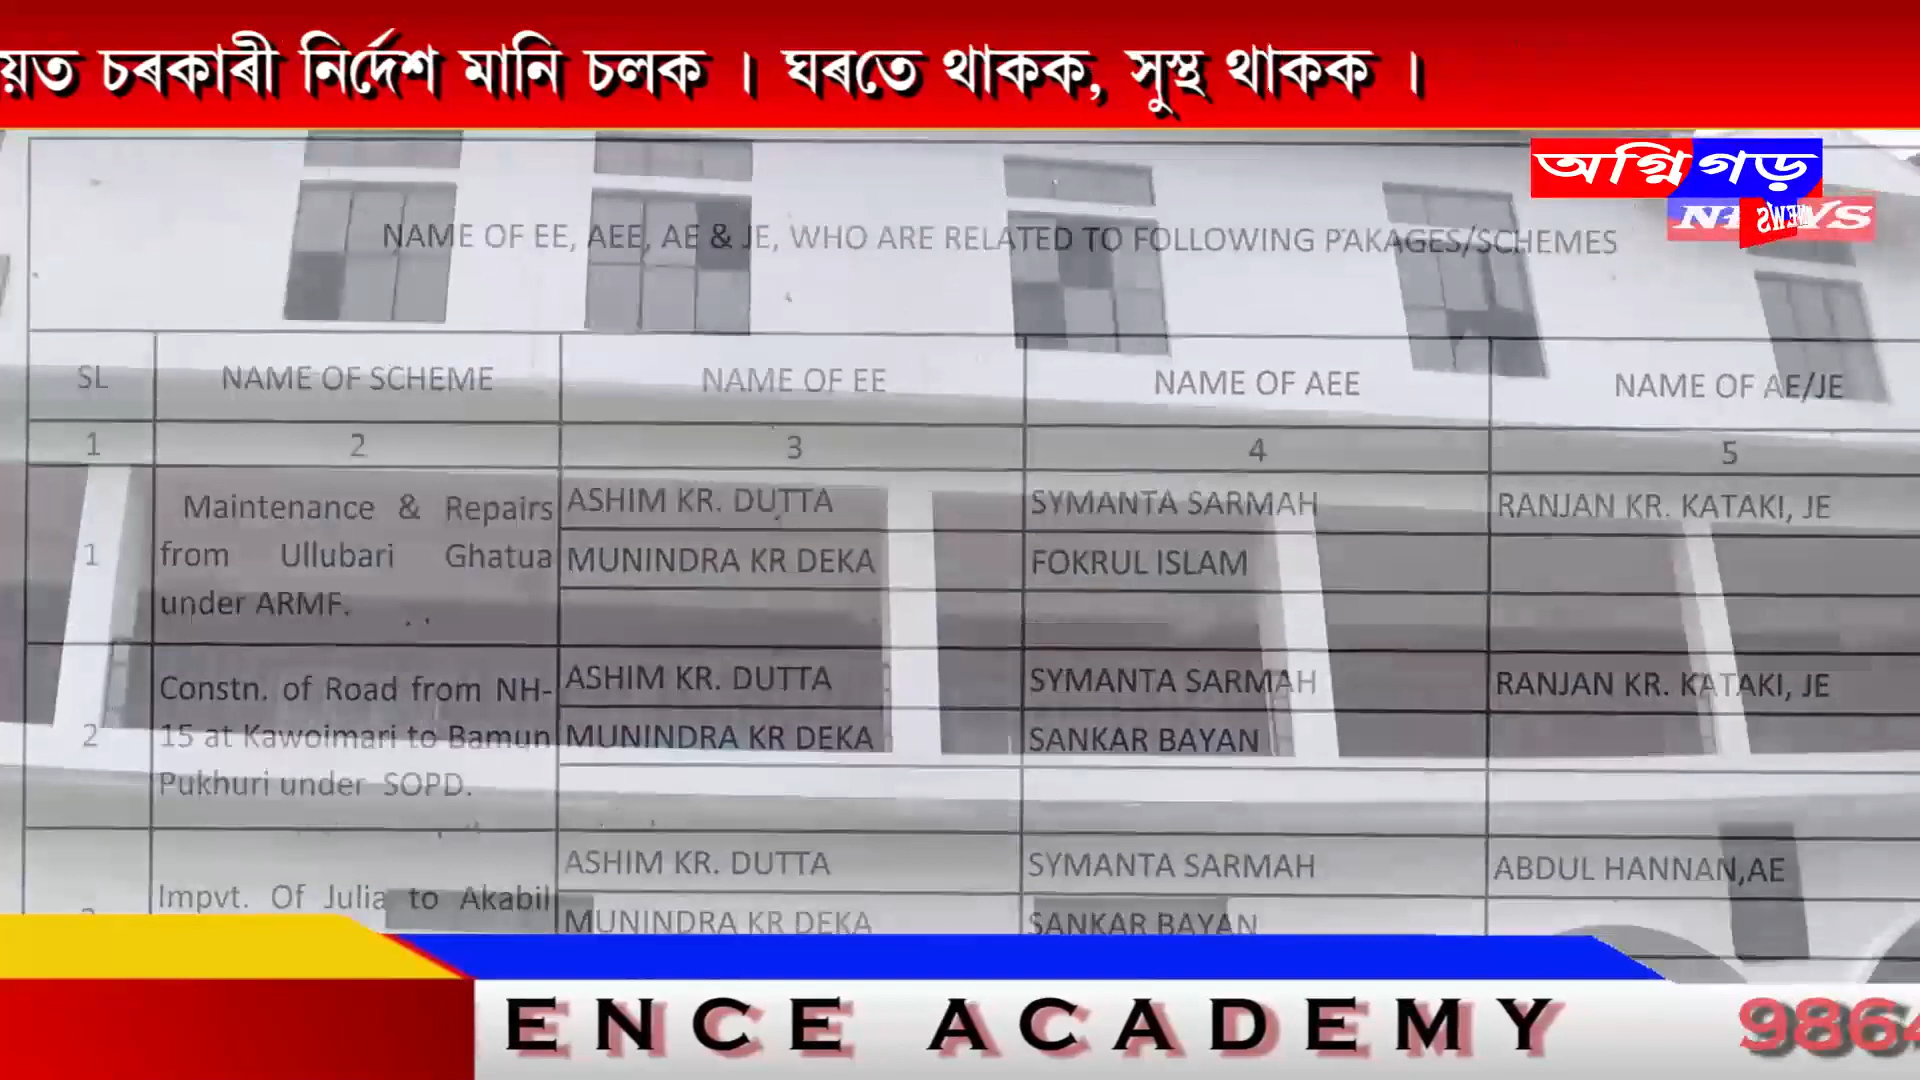 চৰকাৰী নিৰ্দেশ মানি চলক । ঘৰতে থাকক, সুস্থ থাকক ।
অগ্নিগড়
NEWS
NAME OF EE, AEE, AE & JE, WHO ARE RELATED TO FOLLOWING PAKAGES/SCHEMES
SL NAME OF SCHEME NAME OF EE NAME OF AEE NAME OF AE/JE
1 2 3 4 5
Maintenance & Repairs ASHIM KR. DUTTA SYMANTA SARMAH RANJAN KR. KATAKI, JE
1 from Ullubari Ghatua MUNINDRA KR DEKA FOKRUL ISLAM
under ARMF.
Constn. of Road from NH- ASHIM KR. DUTTA SYMANTA SARMAH RANJAN KR. KATAKI, JE
2 15 at Kawoimari to Bamun MUNINDRA KR DEKA SANKAR BAYAN
Pukhuri under SOPD.
ASHIM KR. DUTTA SYMANTA SARMAH ABDUL HANNAN,AE
Impvt. Of Julia to Akabil MUNINDRA KR DEKA SANKAR BAYAN
ENCE ACADEMY 9864